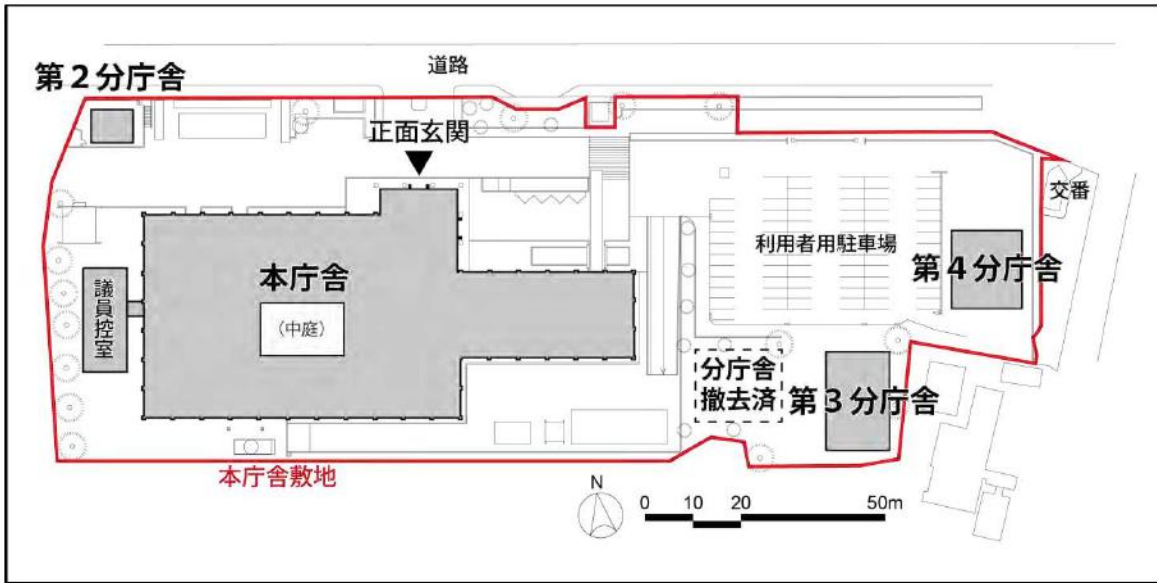 道路
第２分庁舎
正面玄関
交番
利用者用駐車場
本庁舎
第４分庁舎
議員控室
（中庭）
分庁舎
撤去済
第３分庁舎
本庁舎敷地
N
0 10 20 50m